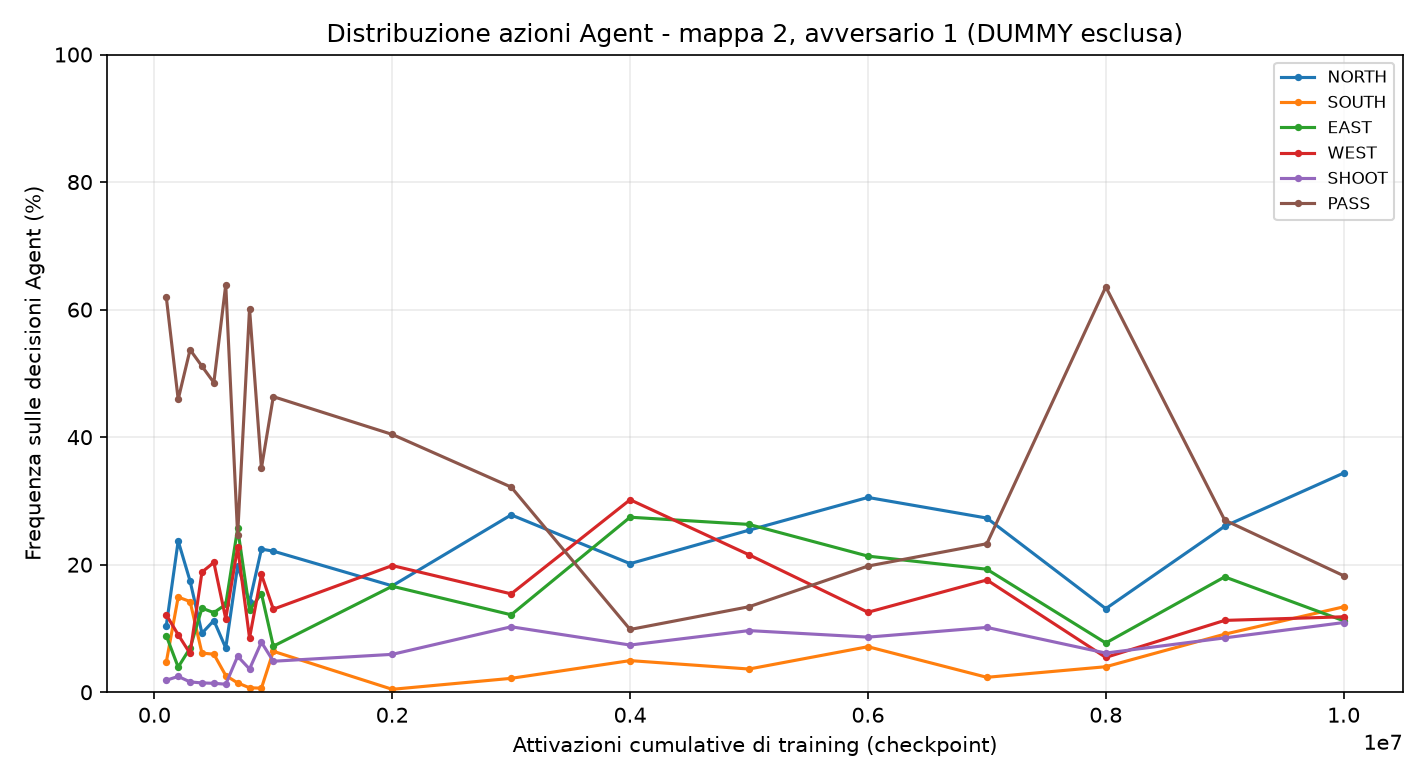 Distribuzione azioni Agent - mappa 2, avversario 1 (DUMMY esclusa)
Frequenza sulle decisioni Agent (%)
100
80
60
40
20
0
NORTH
SOUTH
EAST
WEST
SHOOT
PASS
0.0
0.2
0.4
0.6
0.8
1.0
1e7
Attivazioni cumulative di training (checkpoint)